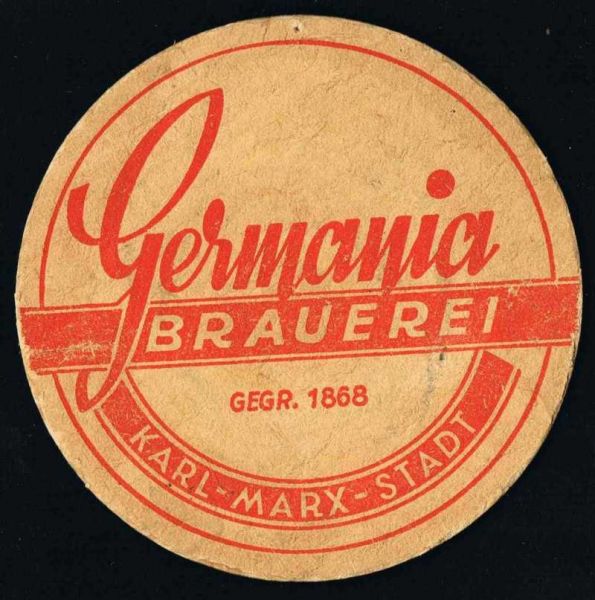 Germania
BRAUEREI
GEGR. 1868
KARL-MARX-STADT